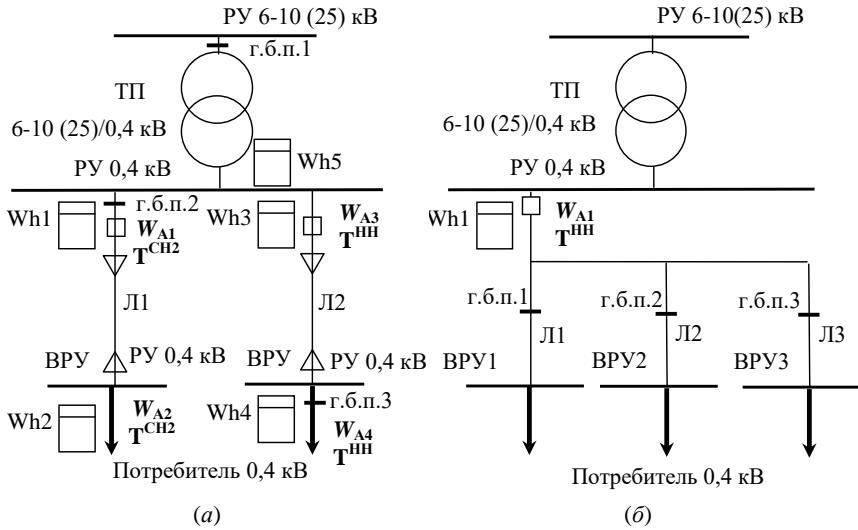 РУ 6-10 (25) кВ
г.б.п.1
ТП
6-10 (25)/0,4 кВ
РУ 0,4 кВ
Wh5
Wh1
г.б.п.2
W_A1
T^СН2
Wh3
W_A3
T^НН
Л1
Л2
ВРУ
РУ 0,4 кВ
ВРУ
РУ 0,4 кВ
Wh2
W_A2
T^СН2
Wh4
г.б.п.3
W_A4
T^НН
Потребитель 0,4 кВ
(а)
РУ 6-10(25) кВ
ТП
6-10 (25)/0,4 кВ
РУ 0,4 кВ
Wh1
W_A1
T^НН
г.б.п.1
г.б.п.2
г.б.п.3
Л1
Л2
Л3
ВРУ1
ВРУ2
ВРУ3
Потребитель 0,4 кВ
(б)